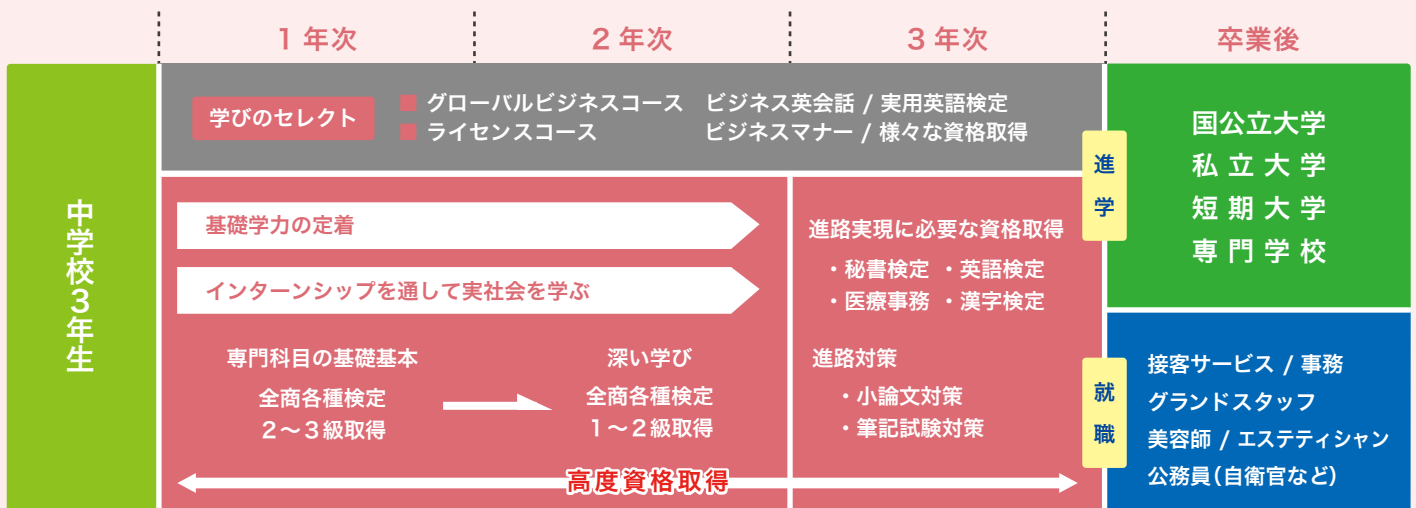 1年次
2年次
3年次
卒業後
中学校3年生
学びのセレクト
■ グローバルビジネスコース ビジネス英会話 / 実用英語検定
■ ライセンスコース ビジネスマナー / 様々な資格取得
基礎学力の定着
インターンシップを通して実社会を学ぶ
専門科目の基礎基本
全商各種検定
2〜3級取得
深い学び
全商各種検定
1〜2級取得
進路実現に必要な資格取得
・秘書検定 ・英語検定
・医療事務 ・漢字検定
進路対策
・小論文対策
・筆記試験対策
高度資格取得
進学
国公立大学
私立大学
短期大学
専門学校
就職
接客サービス / 事務
グランドスタッフ
美容師 / エステティシャン
公務員(自衛官など)